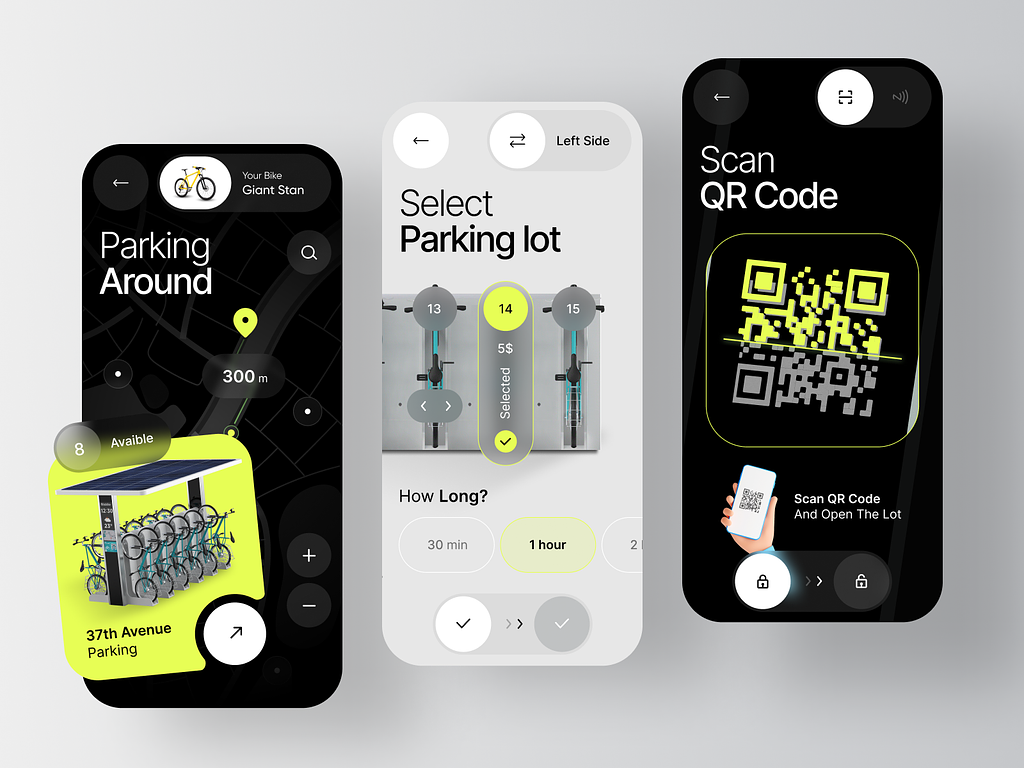 Your Bike
Giant Stan
Parking
Around
300 m
8
Avaible
37th Avenue
Parking
Left Side
Select
Parking lot
13
14
15
5$
Selected
How Long?
30 min
1 hour
Scan
QR Code
Scan QR Code
And Open The Lot